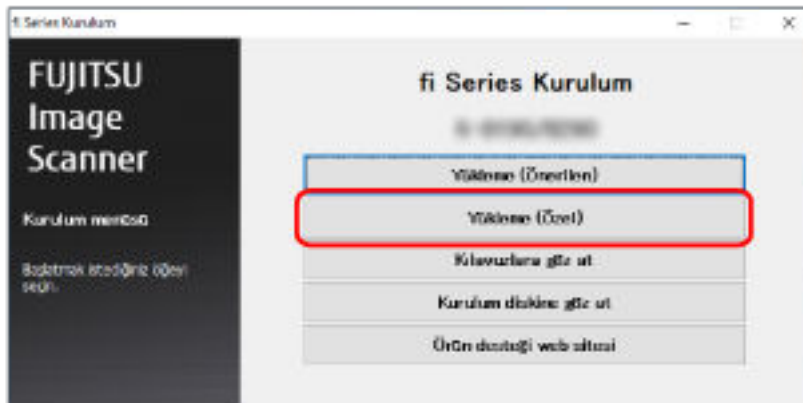 fi Series Kurulum
FUJITSU
Image
Scanner
Kurulum menüsü
Başlatmak istediğiniz öğeyi
seçin.
fi Series Kurulum
Yükleme (Önerilen)
Yükleme (Özel)
Kılavuzlara göz at
Kurulum diskine göz at
Ürün desteği web sitesi